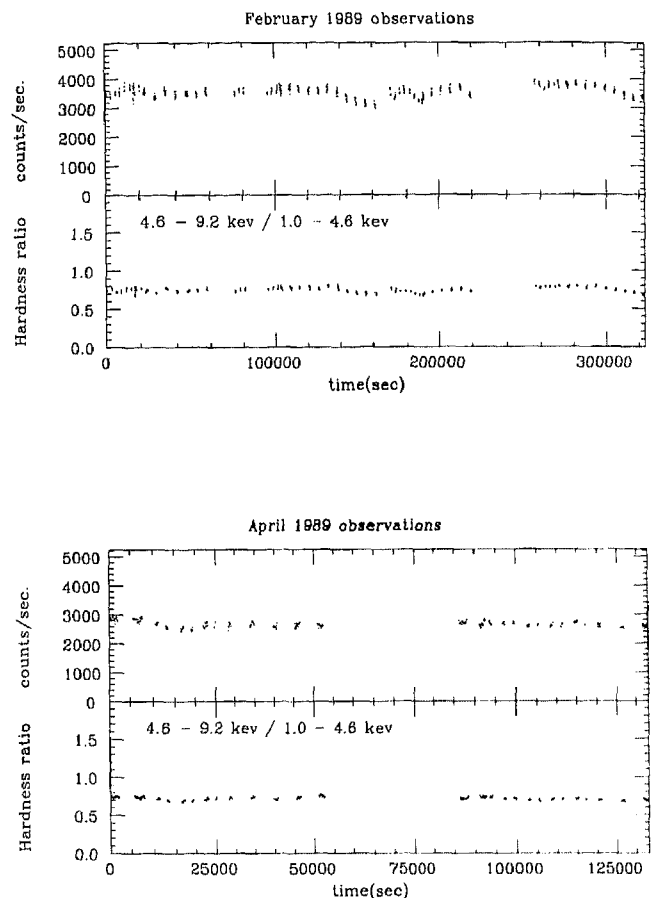 February 1989 observations
counts/sec.
5000
4000
3000
2000
1000
0
Hardness ratio
4.6 - 9.2 kev / 1.0 - 4.6 kev
1.5
1.0
0.5
0.0
0 100000 200000 300000
time(sec)
April 1989 observations
counts/sec.
5000
4000
3000
2000
1000
0
Hardness ratio
4.6 - 9.2 kev / 1.0 - 4.6 kev
1.5
1.0
0.5
0.0
0 25000 50000 75000 100000 125000
time(sec)